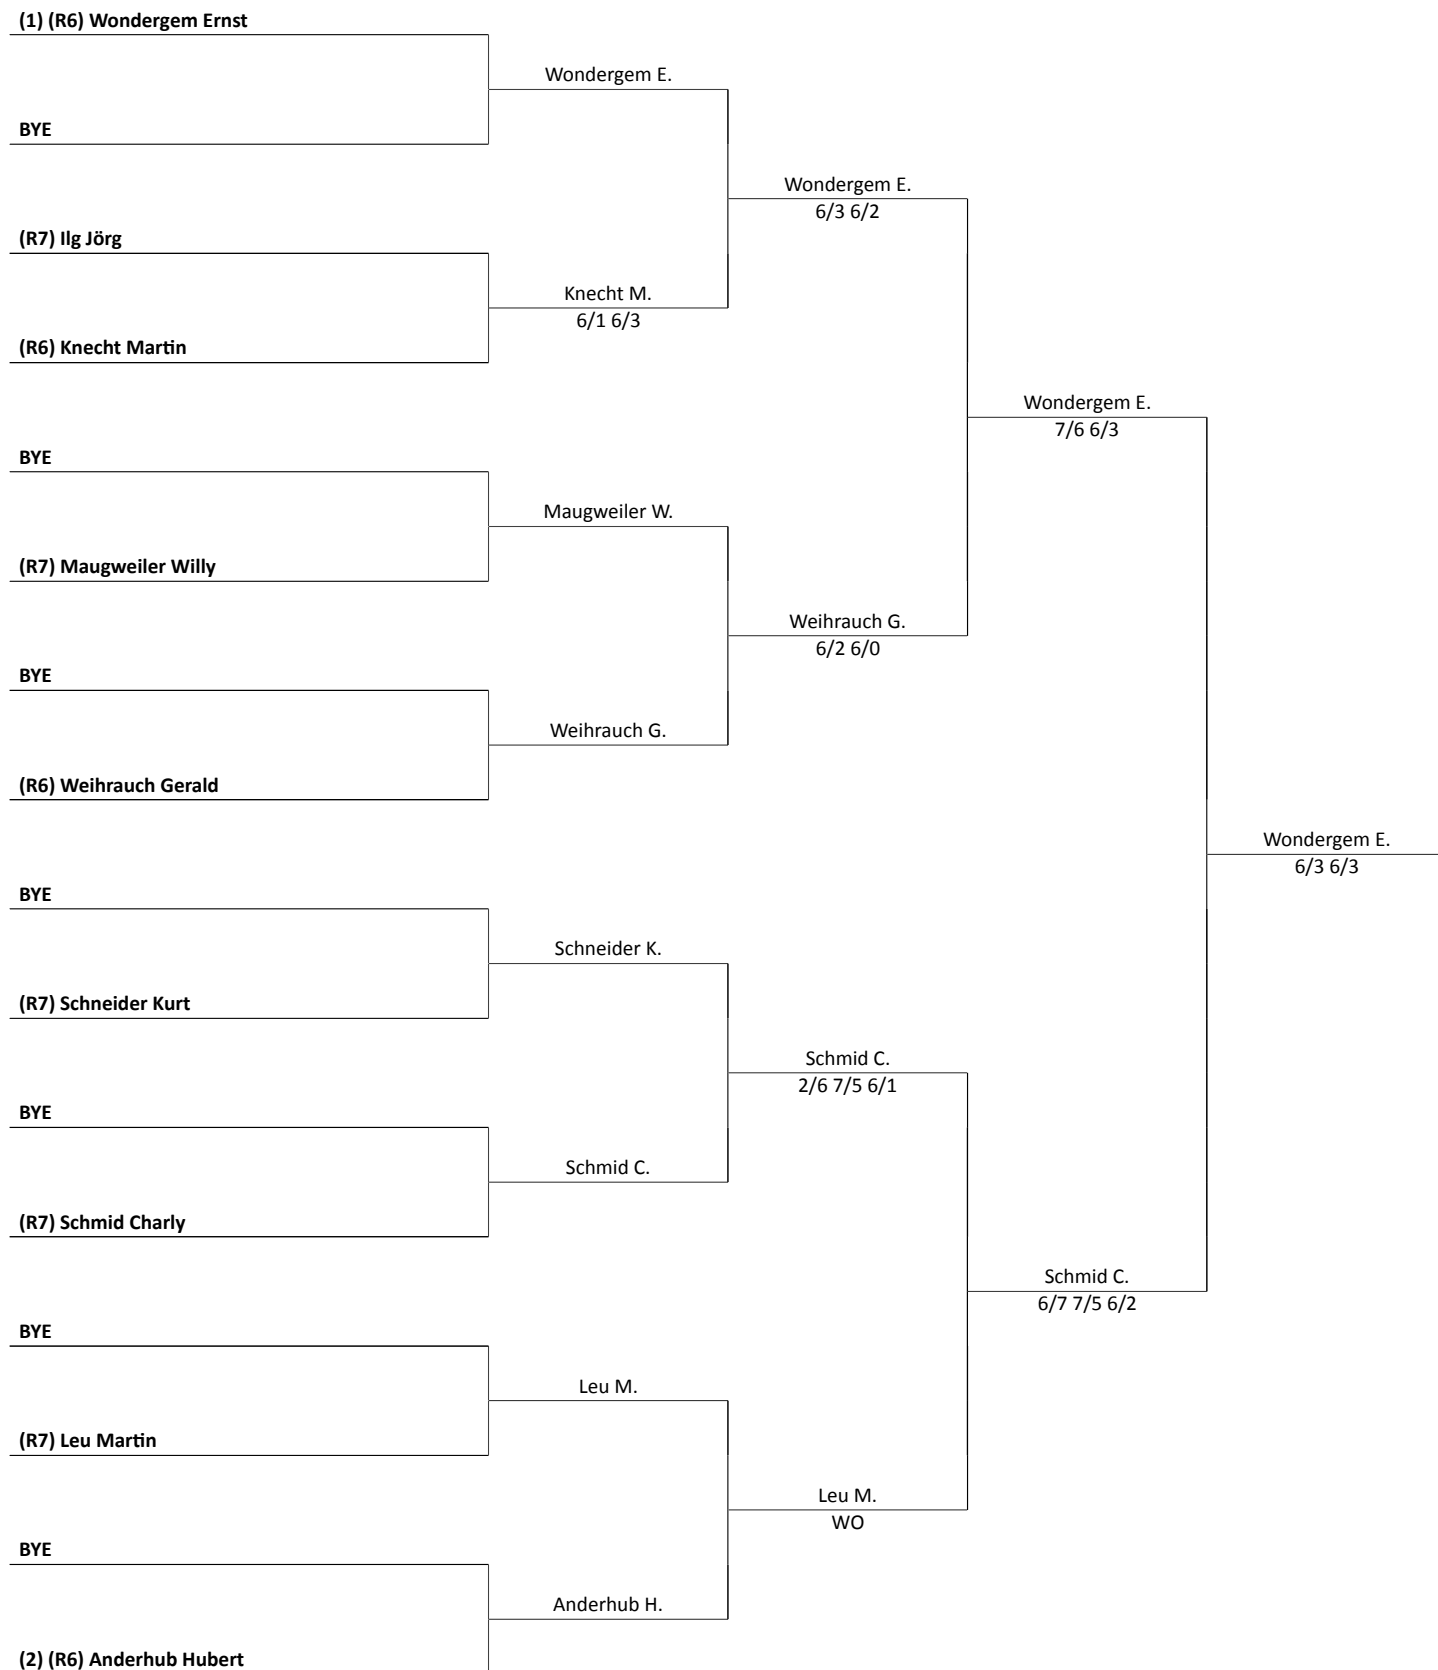 (1) (R6) Wondergem Ernst
Wondergem E.
BYE
Wondergem E.
6/3 6/2
(R7) Ilg Jörg
Knecht M.
6/1 6/3
(R6) Knecht Martin
Wondergem E.
7/6 6/3
BYE
Maugweiler W.
(R7) Maugweiler Willy
Weihrauch G.
6/2 6/0
BYE
Weihrauch G.
(R6) Weihrauch Gerald
Wondergem E.
6/3 6/3
BYE
Schneider K.
(R7) Schneider Kurt
Schmid C.
2/6 7/5 6/1
BYE
Schmid C.
(R7) Schmid Charly
Schmid C.
6/7 7/5 6/2
BYE
Leu M.
(R7) Leu Martin
Leu M.
WO
BYE
Anderhub H.
(2) (R6) Anderhub Hubert